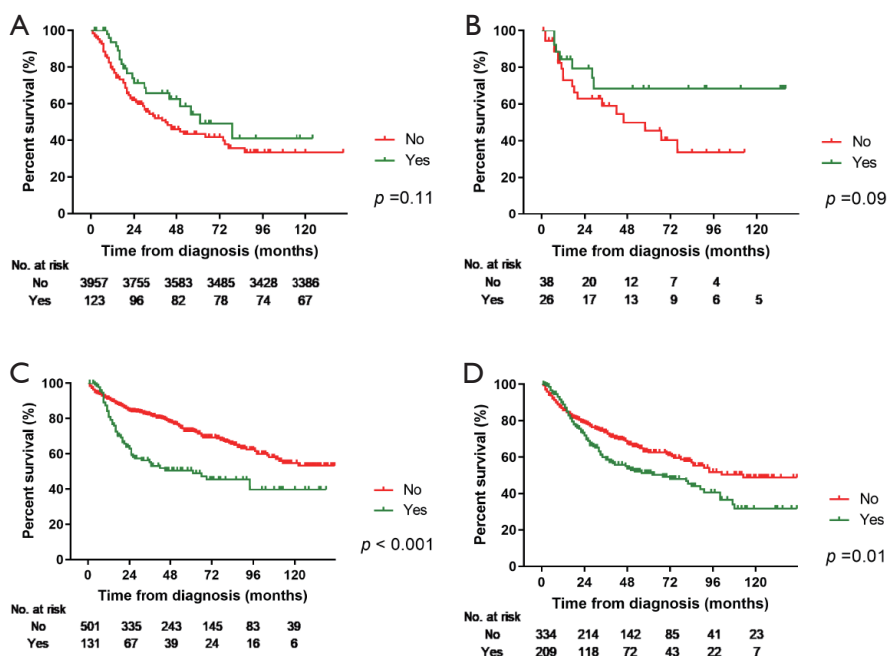 A
Percent survival (%)
100
80
60
40
20
0
0 24 48 72 96 120
Time from diagnosis (months)
No
Yes
p =0.11
No. at risk
No 3957 3755 3583 3485 3428 3386
Yes 123 96 82 78 74 67
B
Percent survival (%)
100
80
60
40
20
0
0 24 48 72 96 120
Time from diagnosis (months)
No
Yes
p =0.09
No. at risk
No 38 20 12 7 4
Yes 26 17 13 9 6 5
C
Percent survival (%)
100
80
60
40
20
0
0 24 48 72 96 120
Time from diagnosis (months)
No
Yes
p < 0.001
No. at risk
No 501 335 243 145 83 39
Yes 131 67 39 24 16 6
D
Percent survival (%)
100
80
60
40
20
0
0 24 48 72 96 120
Time from diagnosis (months)
No
Yes
p =0.01
No. at risk
No 334 214 142 85 41 23
Yes 209 118 72 43 22 7